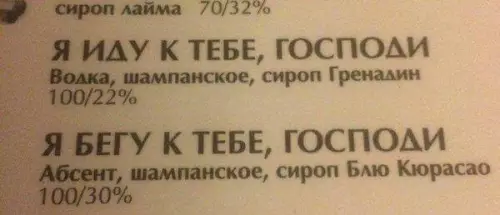 сироп лайма 70/32%
Я ИДУ К ТЕБЕ, ГОСПОДИ
Водка, шампанское, сироп Гренадин
100/22%
Я БЕГУ К ТЕБЕ, ГОСПОДИ
Абсент, шампанское, сироп Блю Кюрасао
100/30%